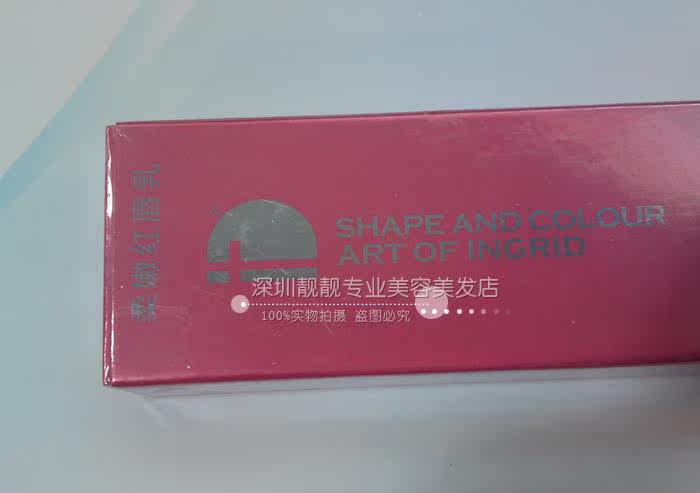 柔嫩红唇乳
SHAPE AND COLOUR
ART OF INGRID
深圳靓靓专业美容美发店
100%实物拍摄 盗图必究